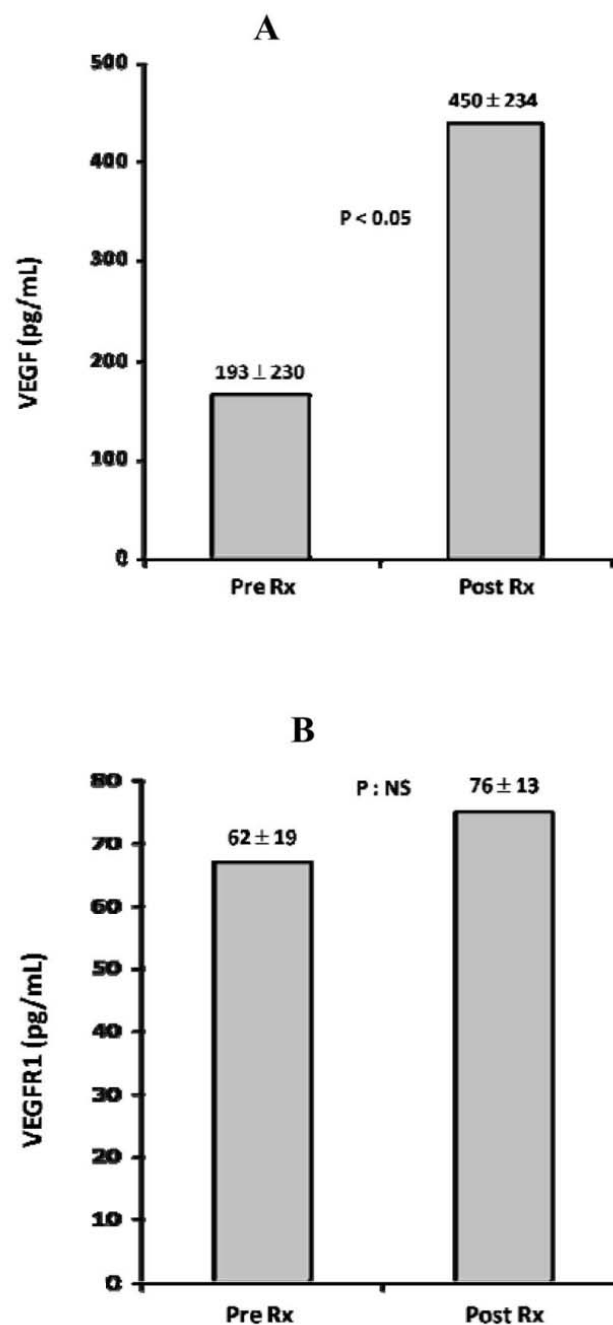 A
500
450 ± 234
400
P < 0.05
300
VEGF (pg/mL)
200
193 ± 230
100
0
Pre Rx Post Rx
B
80
P : NS
76 ± 13
62 ± 19
70
60
50
VEGFR1 (pg/mL)
40
30
20
10
0
Pre Rx Post Rx